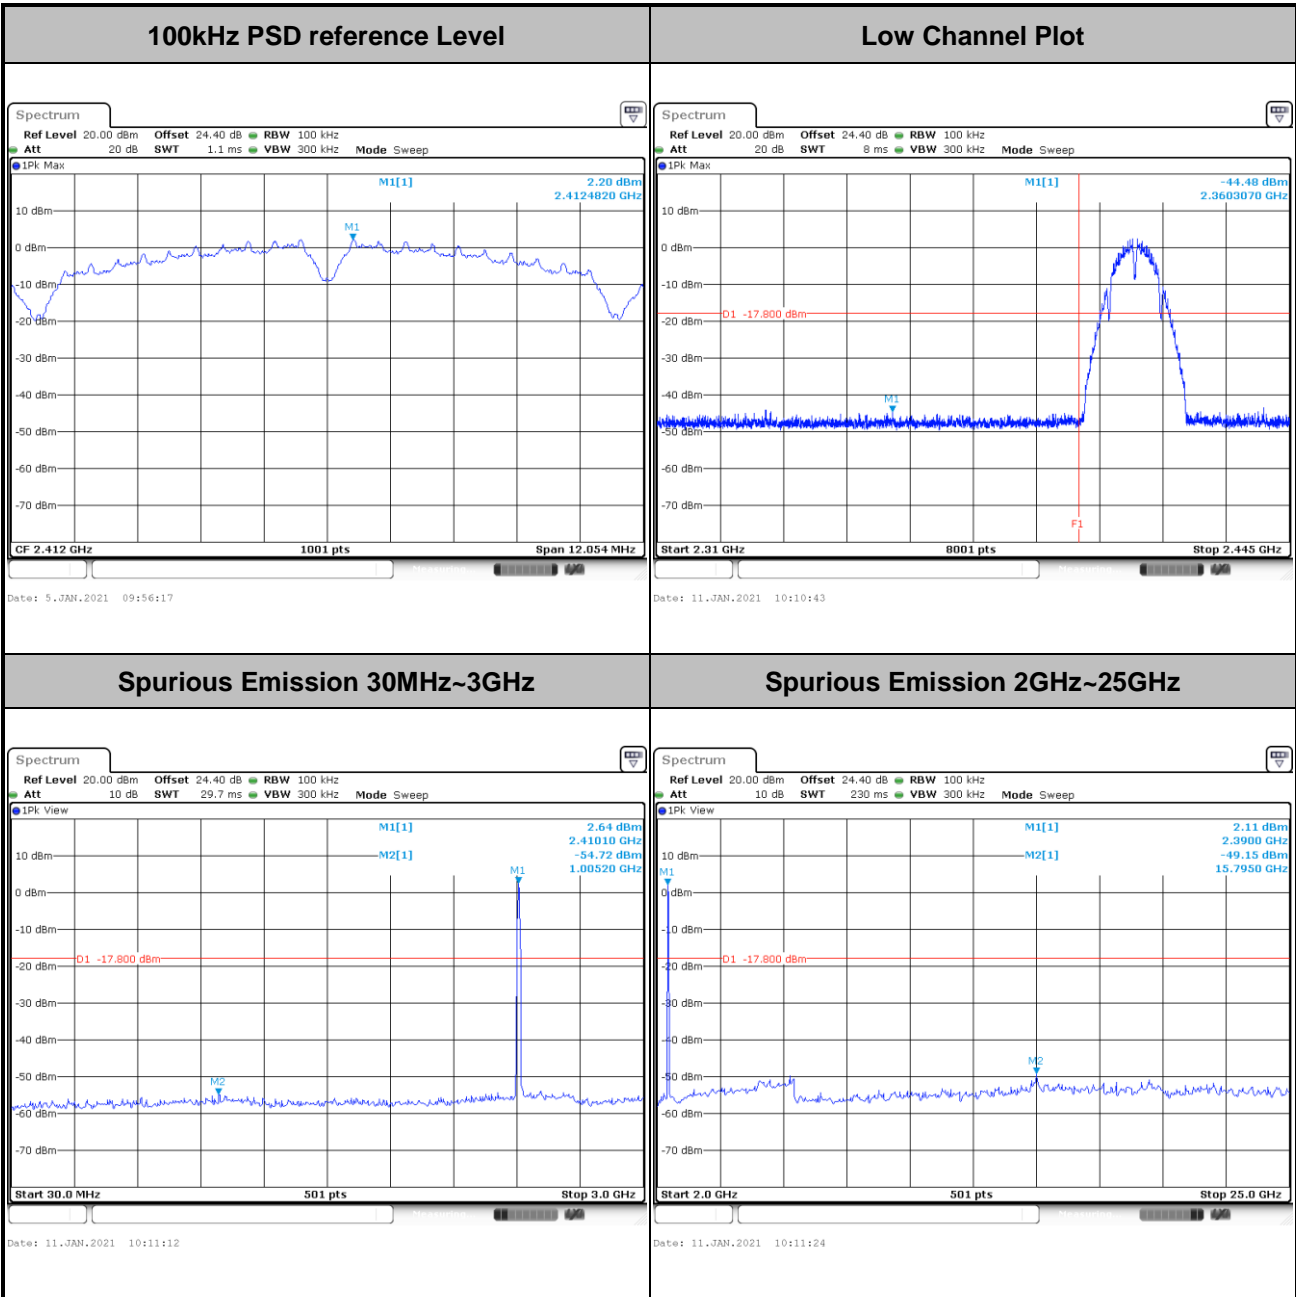 100kHz PSD reference Level
Spectrum
Ref Level 20.00 dBm Offset 24.40 dB RBW 100 kHz
Att 20 dB SWT 1.1 ms VBW 300 kHz Mode Sweep
1Pk Max
M1[1] 2.20 dBm
2.4124820 GHz
10 dBm
M1
0 dBm
-10 dBm
-20 dBm
-30 dBm
-40 dBm
-50 dBm
-60 dBm
-70 dBm
CF 2.412 GHz 1001 pts Span 12.054 MHz
Date: 5.JAN.2021 09:56:17
Low Channel Plot
Spectrum
Ref Level 20.00 dBm Offset 24.40 dB RBW 100 kHz
Att 20 dB SWT 8 ms VBW 300 kHz Mode Sweep
1Pk Max
M1[1] -44.48 dBm
2.3603070 GHz
10 dBm
0 dBm
-10 dBm
D1 -17.800 dBm
-20 dBm
-30 dBm
-40 dBm
M1
-50 dBm
-60 dBm
-70 dBm
F1
Start 2.31 GHz 8001 pts Stop 2.445 GHz
Measuring...
Date: 11.JAN.2021 10:10:43
Spurious Emission 30MHz~3GHz
Spectrum
Ref Level 20.00 dBm Offset 24.40 dB RBW 100 kHz
Att 10 dB SWT 29.7 ms VBW 300 kHz Mode Sweep
1Pk View
M1[1] 2.64 dBm
2.41010 GHz
10 dBm M2[1] -54.72 dBm
1.00520 GHz
M1
0 dBm
-10 dBm
D1 -17.800 dBm
-20 dBm
-30 dBm
-40 dBm
-50 dBm
M2
-60 dBm
-70 dBm
Start 30.0 MHz 501 pts Stop 3.0 GHz
Date: 11.JAN.2021 10:11:12
Spurious Emission 2GHz~25GHz
Spectrum
Ref Level 20.00 dBm Offset 24.40 dB RBW 100 kHz
Att 10 dB SWT 230 ms VBW 300 kHz Mode Sweep
1Pk View
M1[1] 2.11 dBm
2.3900 GHz
10 dBm M2[1] -49.15 dBm
15.7950 GHz
M1
0 dBm
-10 dBm
D1 -17.800 dBm
-20 dBm
-30 dBm
-40 dBm
M2
-50 dBm
-60 dBm
-70 dBm
Start 2.0 GHz 501 pts Stop 25.0 GHz
Date: 11.JAN.2021 10:11:24